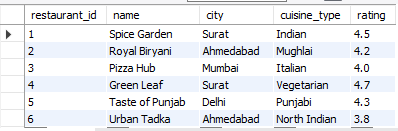 restaurant_id name city cuisine_type rating
1 Spice Garden Surat Indian 4.5
2 Royal Biryani Ahmedabad Mughlai 4.2
3 Pizza Hub Mumbai Italian 4.0
4 Green Leaf Surat Vegetarian 4.7
5 Taste of Punjab Delhi Punjabi 4.3
6 Urban Tadka Ahmedabad North Indian 3.8